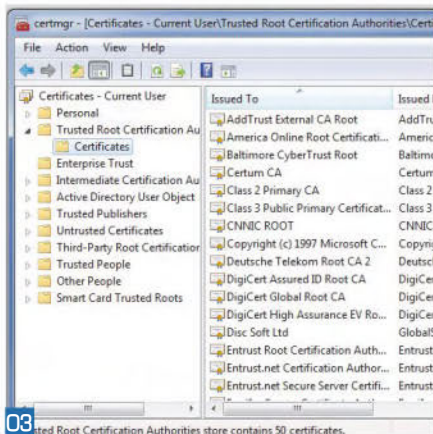 certmgr - [Certificates - Current User\Trusted Root Certification Authorities\Certi
File Action View Help
Certificates - Current User
Personal
Trusted Root Certification Au
Certificates
Enterprise Trust
Intermediate Certification Au
Active Directory User Object
Trusted Publishers
Untrusted Certificates
Third-Party Root Certification
Trusted People
Other People
Smart Card Trusted Roots
Issued To Issued
AddTrust External CA Root AddTru
America Online Root Certificati... Americ
Baltimore CyberTrust Root Baltimo
Certum CA Certum
Class 2 Primary CA Class 2
Class 3 Public Primary Certificat... Class 3
CNNIC ROOT CNNIC
Copyright (c) 1997 Microsoft C... Copyrig
Deutsche Telekom Root CA 2 Deutsch
DigiCert Assured ID Root CA DigiCer
DigiCert Global Root CA DigiCer
DigiCert High Assurance EV Ro... DigiCer
Disc Soft Ltd GlobalS
Entrust Root Certification Auth... Entrust
Entrust.net Certification Author... Entrust
Entrust.net Secure Server Certifi... Entrust
03
sted Root Certification Authorities store contains 50 certificates.